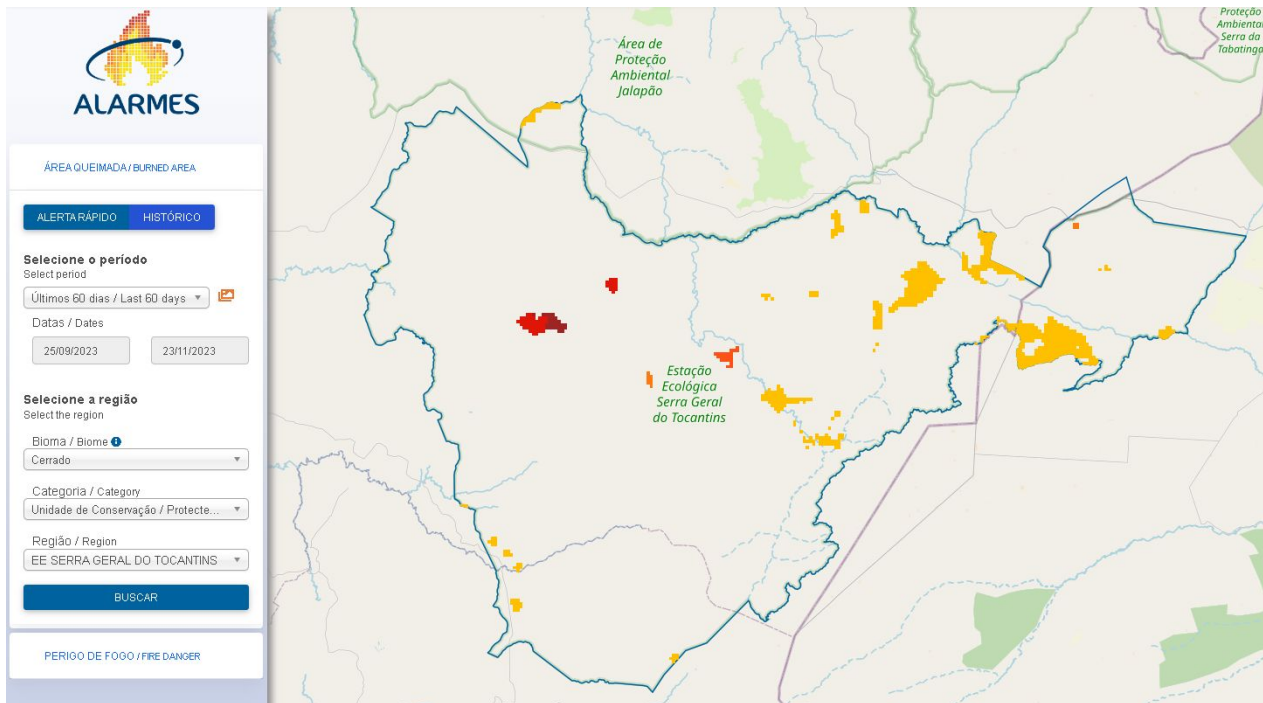 ALARMES
ÁREA QUEIMADA / BURNED AREA
ALERTA RÁPIDO
HISTÓRICO
Selecione o período
Select period
Últimos 60 dias / Last 60 days
Datas / Dates
25/09/2023
23/11/2023
Selecione a região
Select the region
Bioma / Biome
Cerrado
Categoria / Category
Unidade de Conservação / Protecte...
Região / Region
EE SERRA GERAL DO TOCANTINS
BUSCAR
PERIGO DE FOGO / FIRE DANGER
Área de
Proteção
Ambiental
Jalapão
Proteção
Ambiental
Serra da
Tabatinga
Estação
Ecológica
Serra Geral
do Tocantins